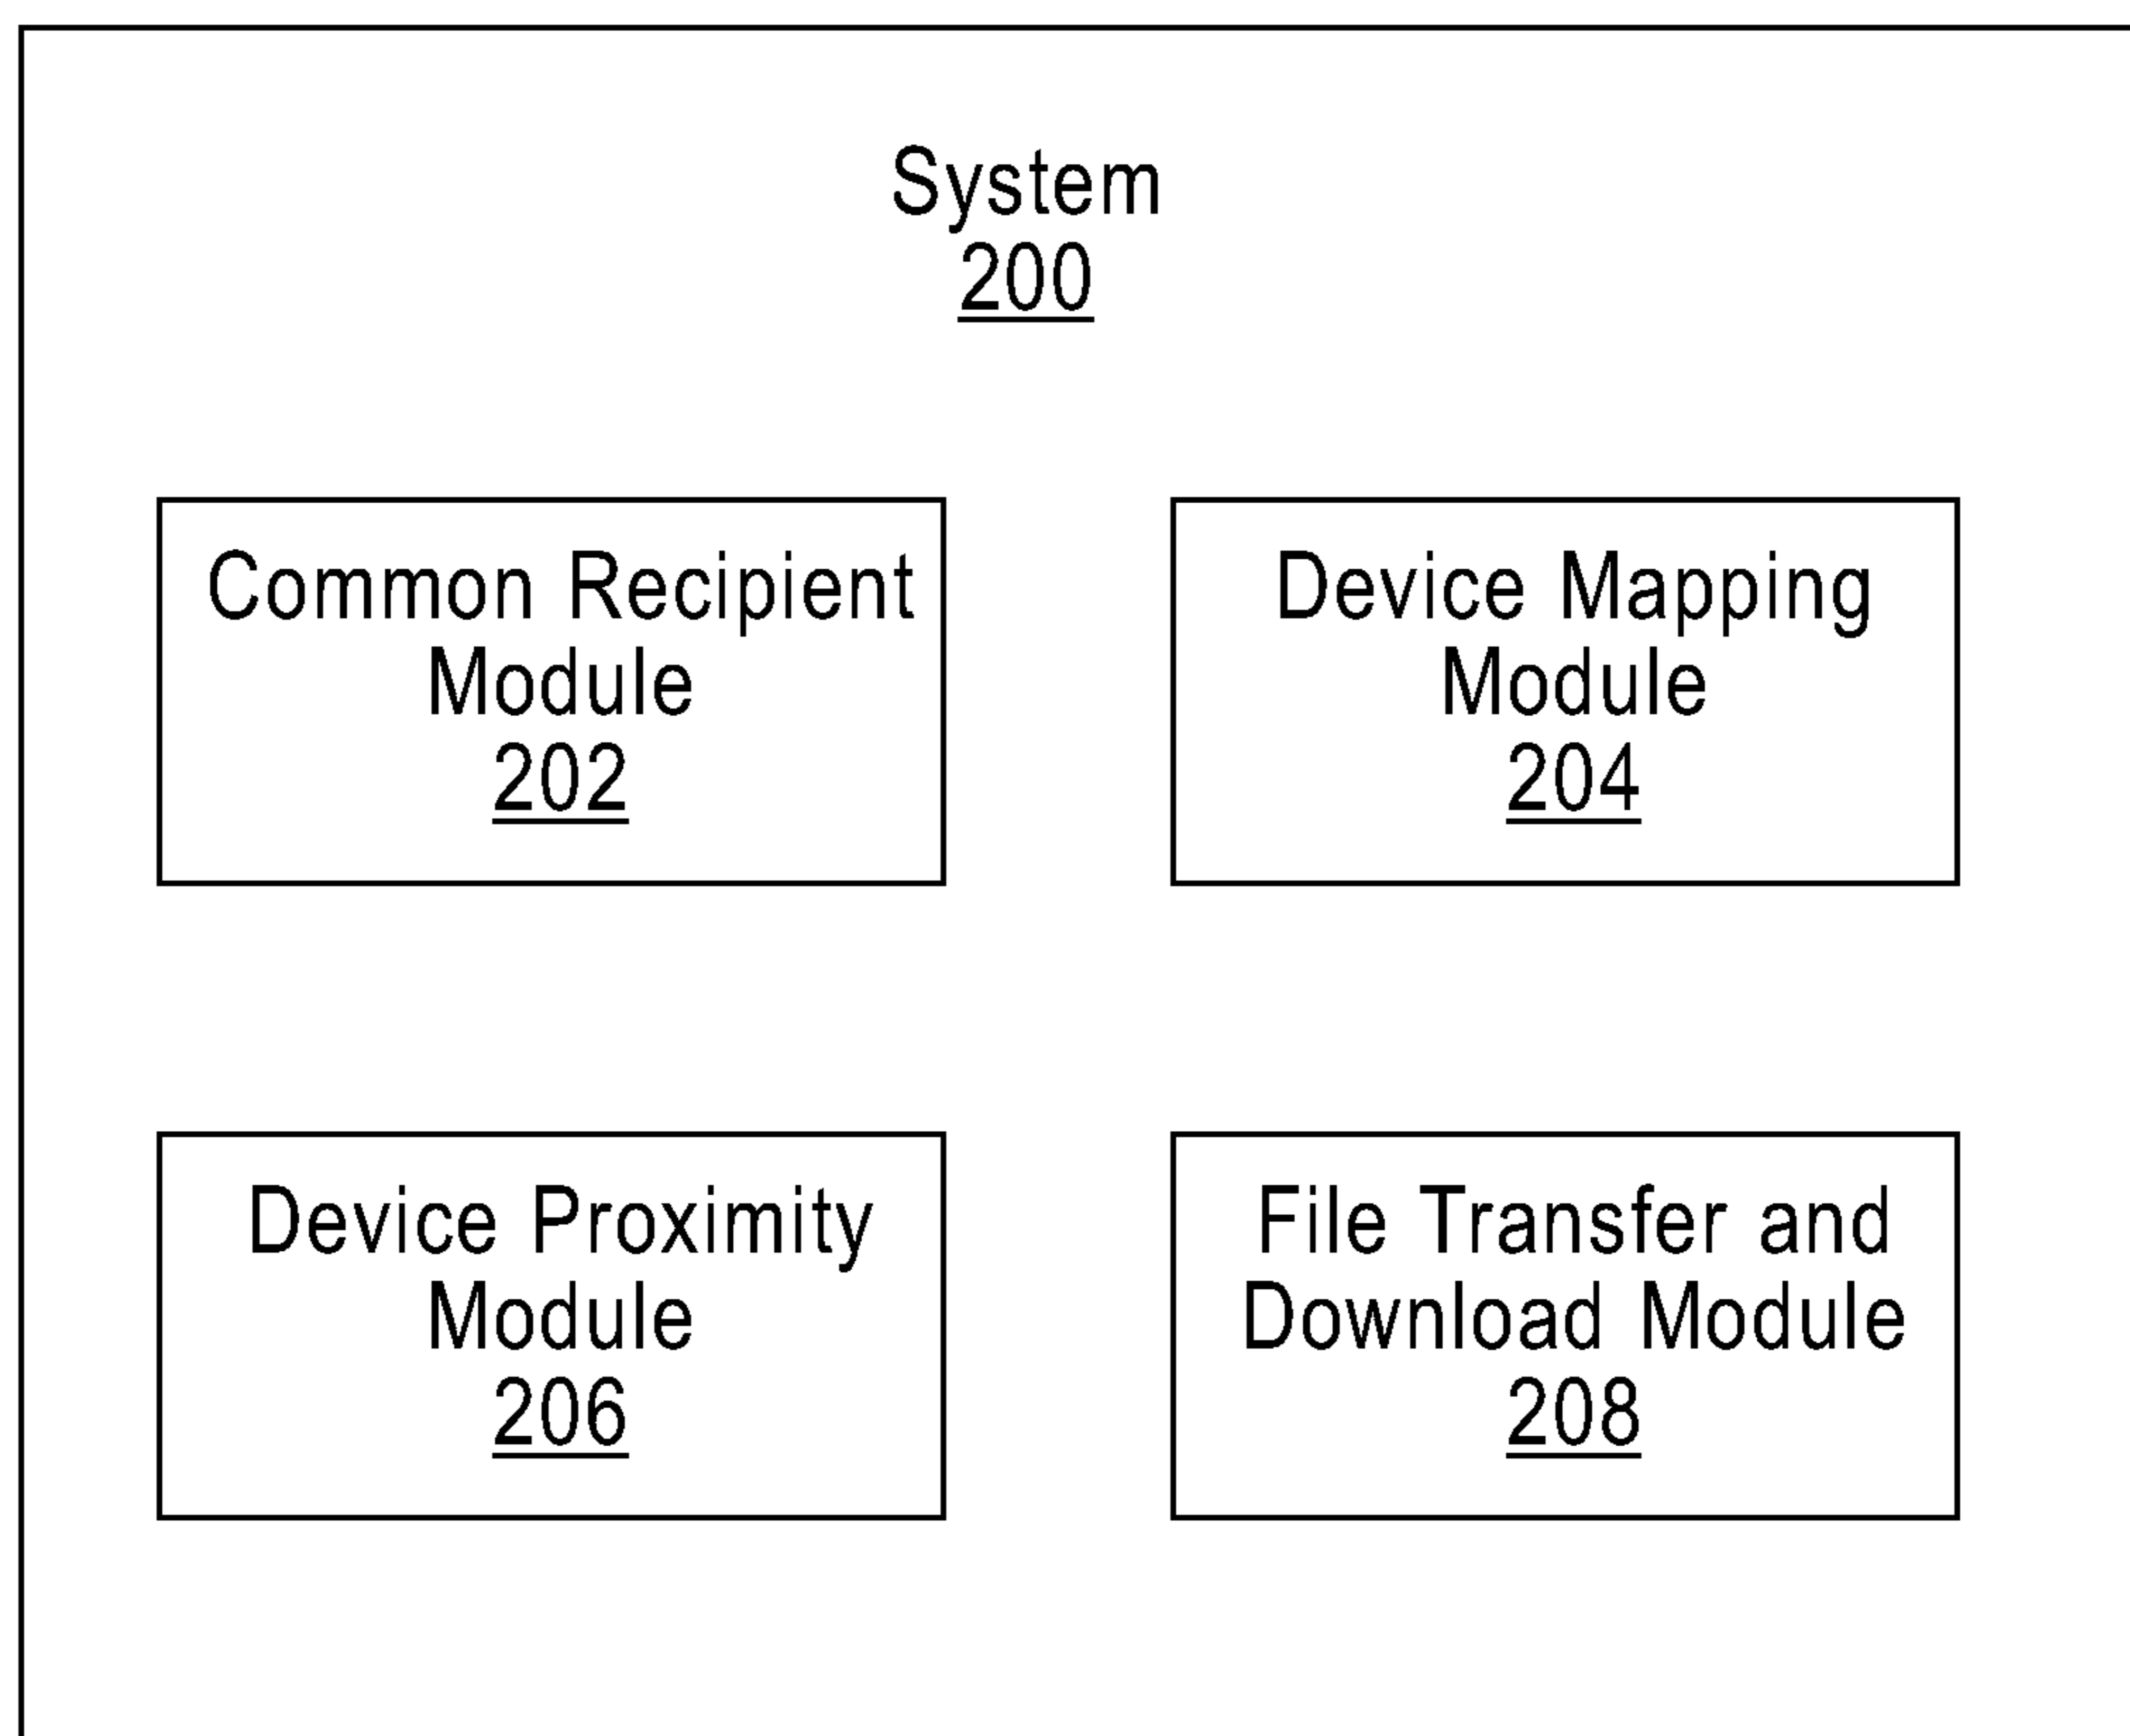 System
200
Common Recipient
Module
202
Device Mapping
Module
204
Device Proximity
Module
206
File Transfer and
Download Module
208